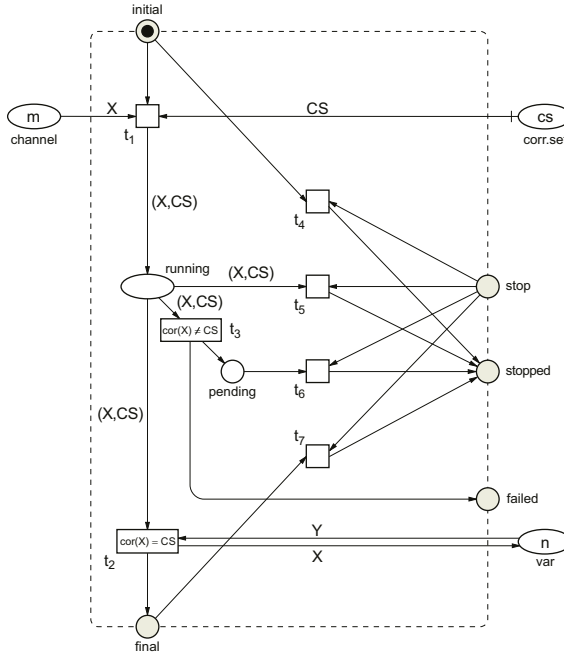 initial
m
X
CS
cs
channel
t1
corr.set
(X,CS)
t4
running
(X,CS)
stop
(X,CS)
t5
cor(X) ≠ CS
t3
stopped
pending
t6
(X,CS)
t7
failed
cor(X) = CS
Y
n
t2
X
var
final